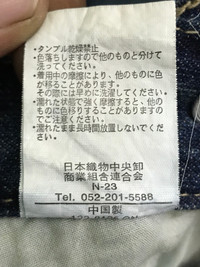 ・タンブル乾燥禁止
・色落ちしますので他のものと分けて
洗ってください。
・着用中の摩擦により、他のものに色
が移ることがあります。
その際には早めに洗濯してください。
・濡れた状態で強く摩擦すると、他の
ものに色移りすることがありますので
ご注意ください。
・濡れたまま長時間放置しないでくだ
さい。
日本織物中央卸
商業組合連合会
N-23
Tel. 052-201-5588
中国製